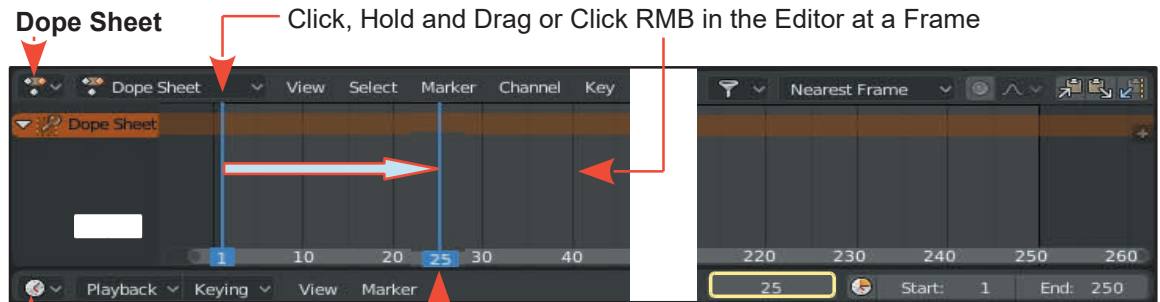 Dope Sheet Click, Hold and Drag or Click RMB in the Editor at a Frame
Dope Sheet View Select Marker Channel Key Nearest Frame
Dope Sheet
1 10 20 25 30 40 220 230 240 250 260
Playback Keying View Marker 25 Start: 1 End: 250